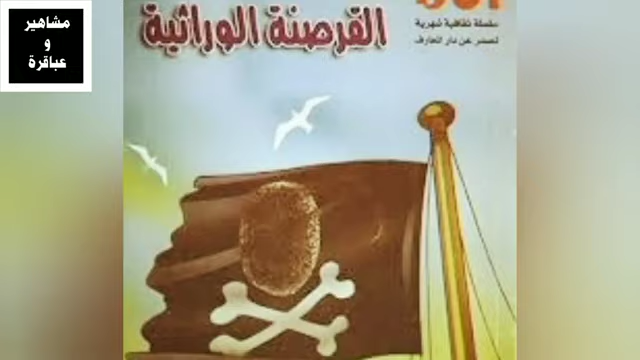 مشاهير
و
عباقرة
سلسلة ثقافية شهرية
تصدر عن دار المعارف
القرصنة الوراثية